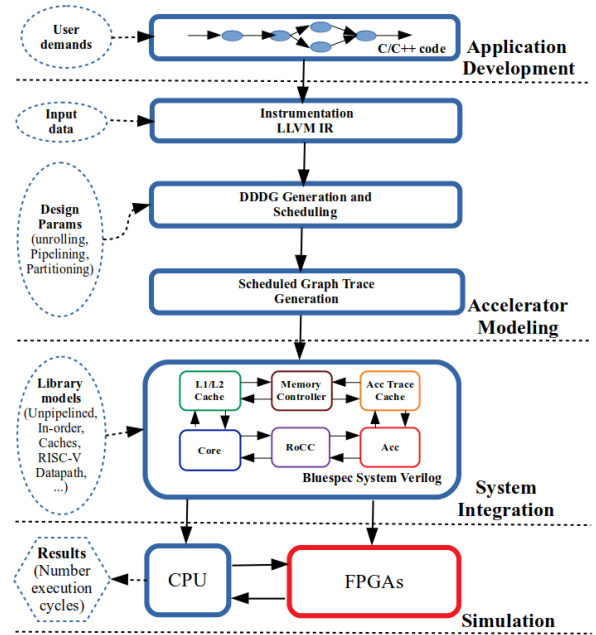 User
demands
C/C++ code
Application
Development
Input
data
Instrumentation
LLVM IR
Design
Params
(unrolling,
Pipelining,
Partitioning)
DDDG Generation and
Scheduling
Scheduled Graph Trace
Generation
Accelerator
Modeling
Library
models
(Unpipelined,
In-order,
Caches,
RISC-V
Datapath,
...)
L1/L2
Cache
Memory
Controller
Acc Trace
Cache
Core
RoCC
Acc
Bluespec System Verilog
System
Integration
Results
(Number
execution
cycles)
CPU
FPGAs
Simulation